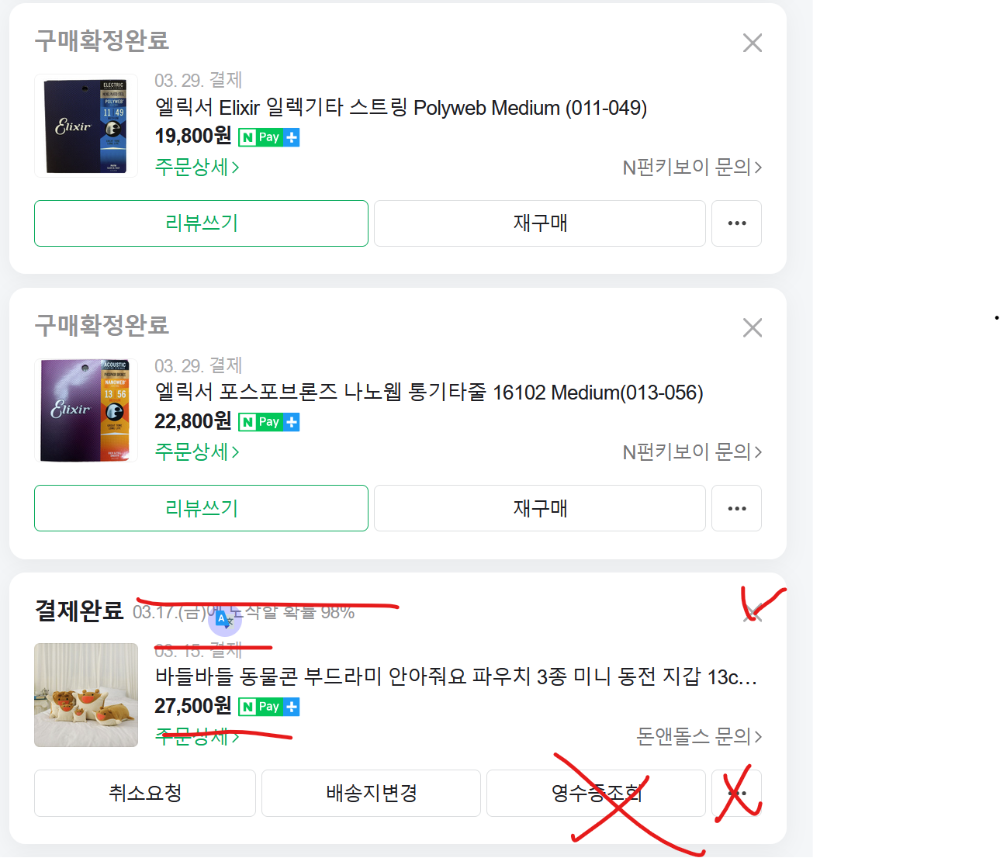 구매확정완료
03. 29. 결제
엘릭서 Elixir 일렉기타 스트링 Polyweb Medium (011-049)
19,800원 N Pay +
주문상세
N펀키보이 문의
리뷰쓰기
재구매
ELECTRIC
POLYWEB
11 49
Elixir
구매확정완료
03. 29. 결제
엘릭서 포스포브론즈 나노웹 통기타줄 16102 Medium(013-056)
22,800원 N Pay +
주문상세
N펀키보이 문의
리뷰쓰기
재구매
ACOUSTIC
PHOSPHOR BRONZE
NANOWEB
13 56
Elixir
결제완료 03.17.(금)에 도착할 확률 98%
03. 15. 결제
바들바들 동물콘 부드라미 안아줘요 파우치 3종 미니 동전 지갑 13c...
27,500원 N Pay +
주문상세
돈앤돌스 문의
취소요청
배송지변경
영수증조회